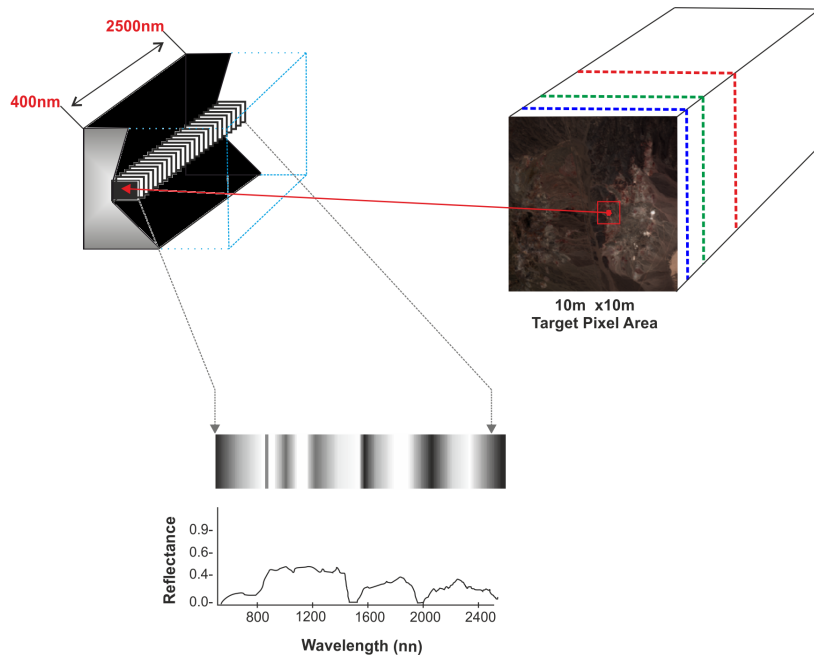 2500nm
400nm
10m x10m
Target Pixel Area
Reflectance
0.9-
0.6-
0.4-
0.0-
800
1200
1600
2000
2400
Wavelength (nn)